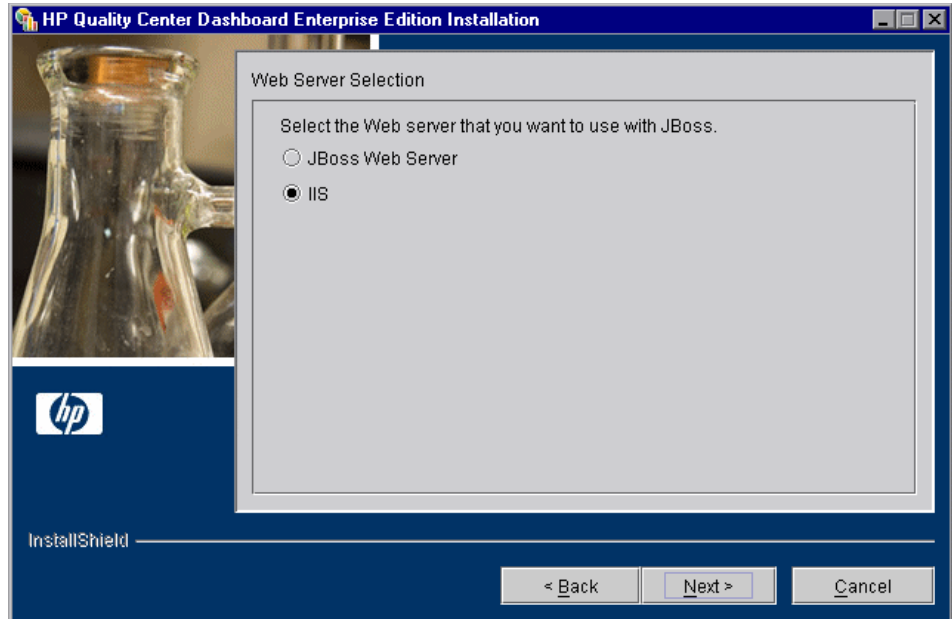 HP Quality Center Dashboard Enterprise Edition Installation
Web Server Selection
Select the Web server that you want to use with JBoss.
JBoss Web Server
IIS
hp
InstallShield
< Back
Next >
Cancel